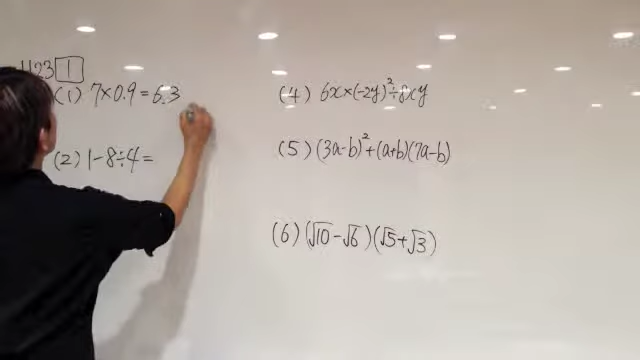 H23 1
(1) 7×0.9=6.3
(2) 1-8÷4=
(4) 6x×(-2y)²÷8xy
(5) (3a-b)²+(a+b)(7a-b)
(6) (√10-√6)(√5+√3)